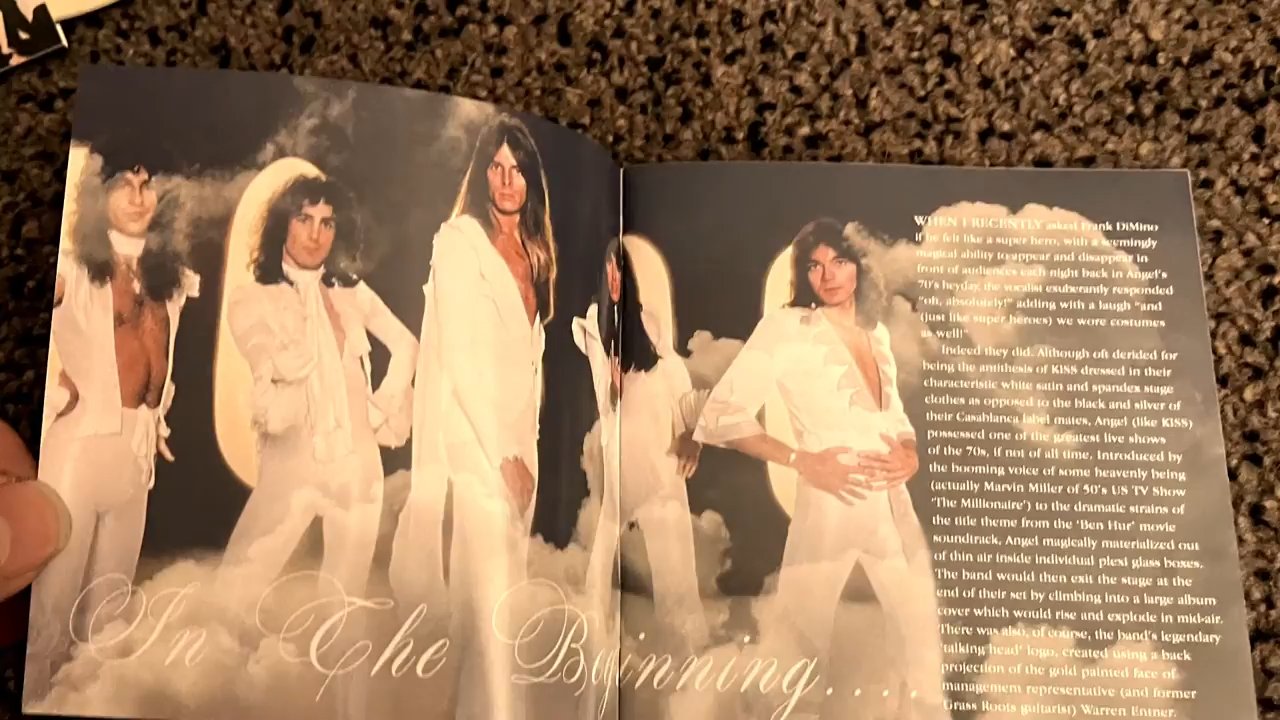 In The Beginning.....
WHEN I RECENTLY asked Frank DiMino
if he felt like a super hero, with a seemingly
magical ability to appear and disappear in
front of audiences each night back in Angel's
70's heyday, the vocalist exuberantly responded
"oh, absolutely!" adding with a laugh "and
(just like super heroes) we wore costumes
as well!"
Indeed they did. Although oft derided for
being the antithesis of KISS dressed in their
characteristic white satin and spandex stage
clothes as opposed to the black and silver of
their Casablanca label mates, Angel (like KISS)
possessed one of the greatest live shows
of the 70s, if not of all time. Introduced by
the booming voice of some heavenly being
(actually Marvin Miller of 50's US TV Show
'The Millionaire') to the dramatic strains of
the title theme from the 'Ben Hur' movie
soundtrack, Angel magically materialized out
of thin air inside individual plexi glass boxes.
The band would then exit the stage at the
end of their set by climbing into a large album
cover which would rise and explode in mid-air.
There was also, of course, the band's legendary
'talking head' logo, created using a back
projection of the gold painted face of
management representative (and former
Grass Roots guitarist) Warren Entner.